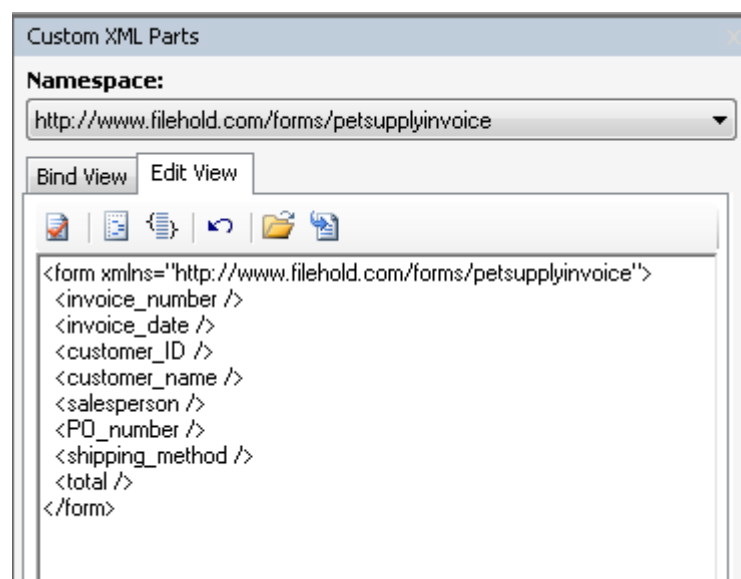 Custom XML Parts
Namespace:
http://www.filehold.com/forms/petsupplyinvoice
Bind View Edit View
<form xmlns="http://www.filehold.com/forms/petsupplyinvoice">
<invoice_number />
<invoice_date />
<customer_ID />
<customer_name />
<salesperson />
<PO_number />
<shipping_method />
<total />
</form>